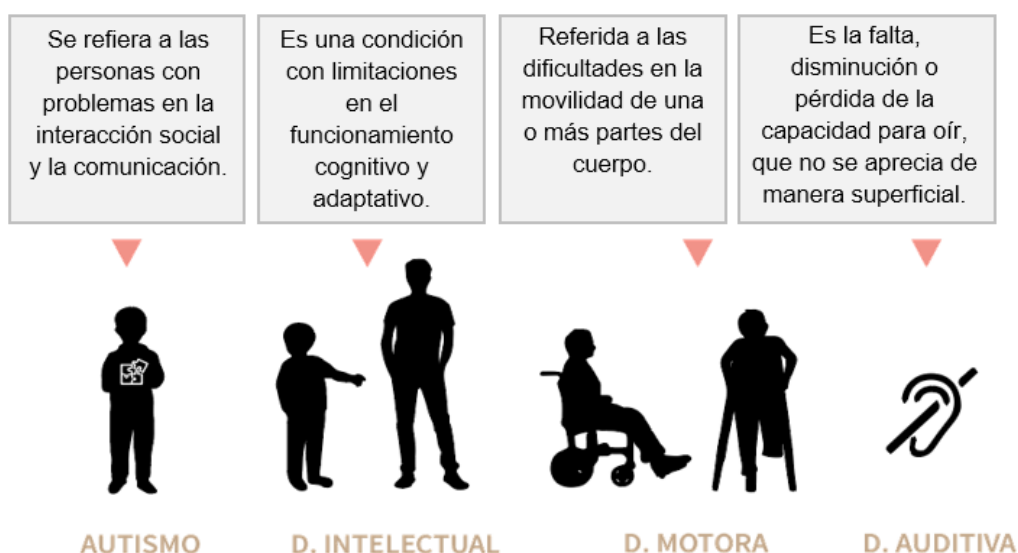 Se refiera a las
personas con
problemas en la
interacción social
y la comunicación.
Es una condición
con limitaciones
en el
funcionamiento
cognitivo y
adaptativo.
Referida a las
dificultades en la
movilidad de una
o más partes del
cuerpo.
Es la falta,
disminución o
pérdida de la
capacidad para oír,
que no se aprecia de
manera superficial.
AUTISMO
D. INTELECTUAL
D. MOTORA
D. AUDITIVA